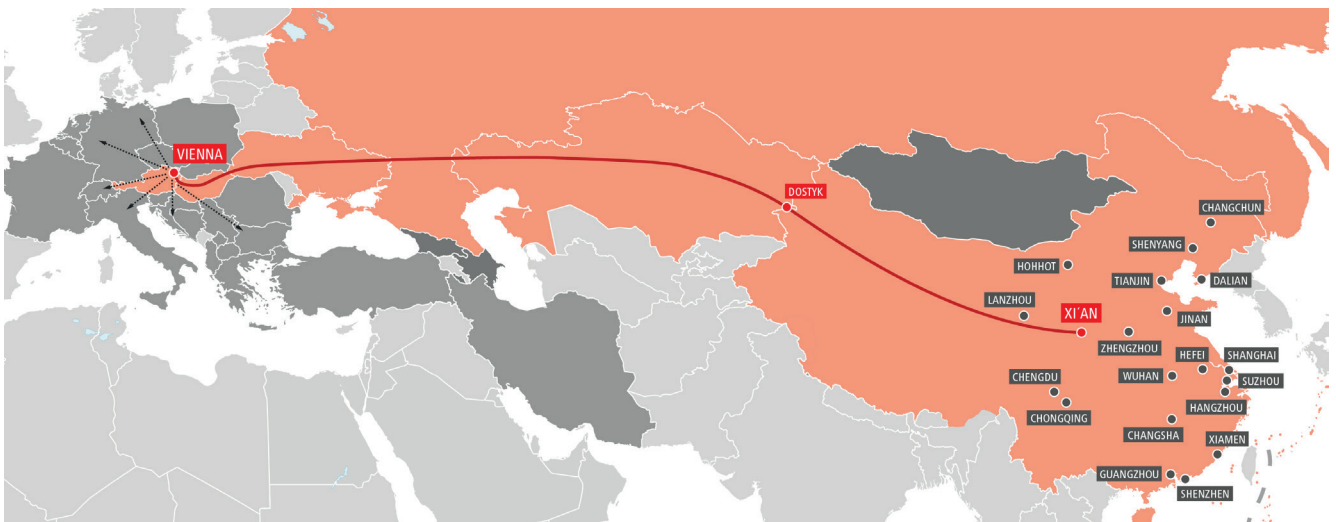 VIENNA
DOSTYK
CHANGCHUN
SHENYANG
HOHHOT
TIANJIN
DALIAN
LANZHOU
XI´AN
JINAN
ZHENGZHOU
HEFEI
SHANGHAI
WUHAN
SUZHOU
CHENGDU
HANGZHOU
CHONGQING
CHANGSHA
XIAMEN
GUANGZHOU
SHENZHEN